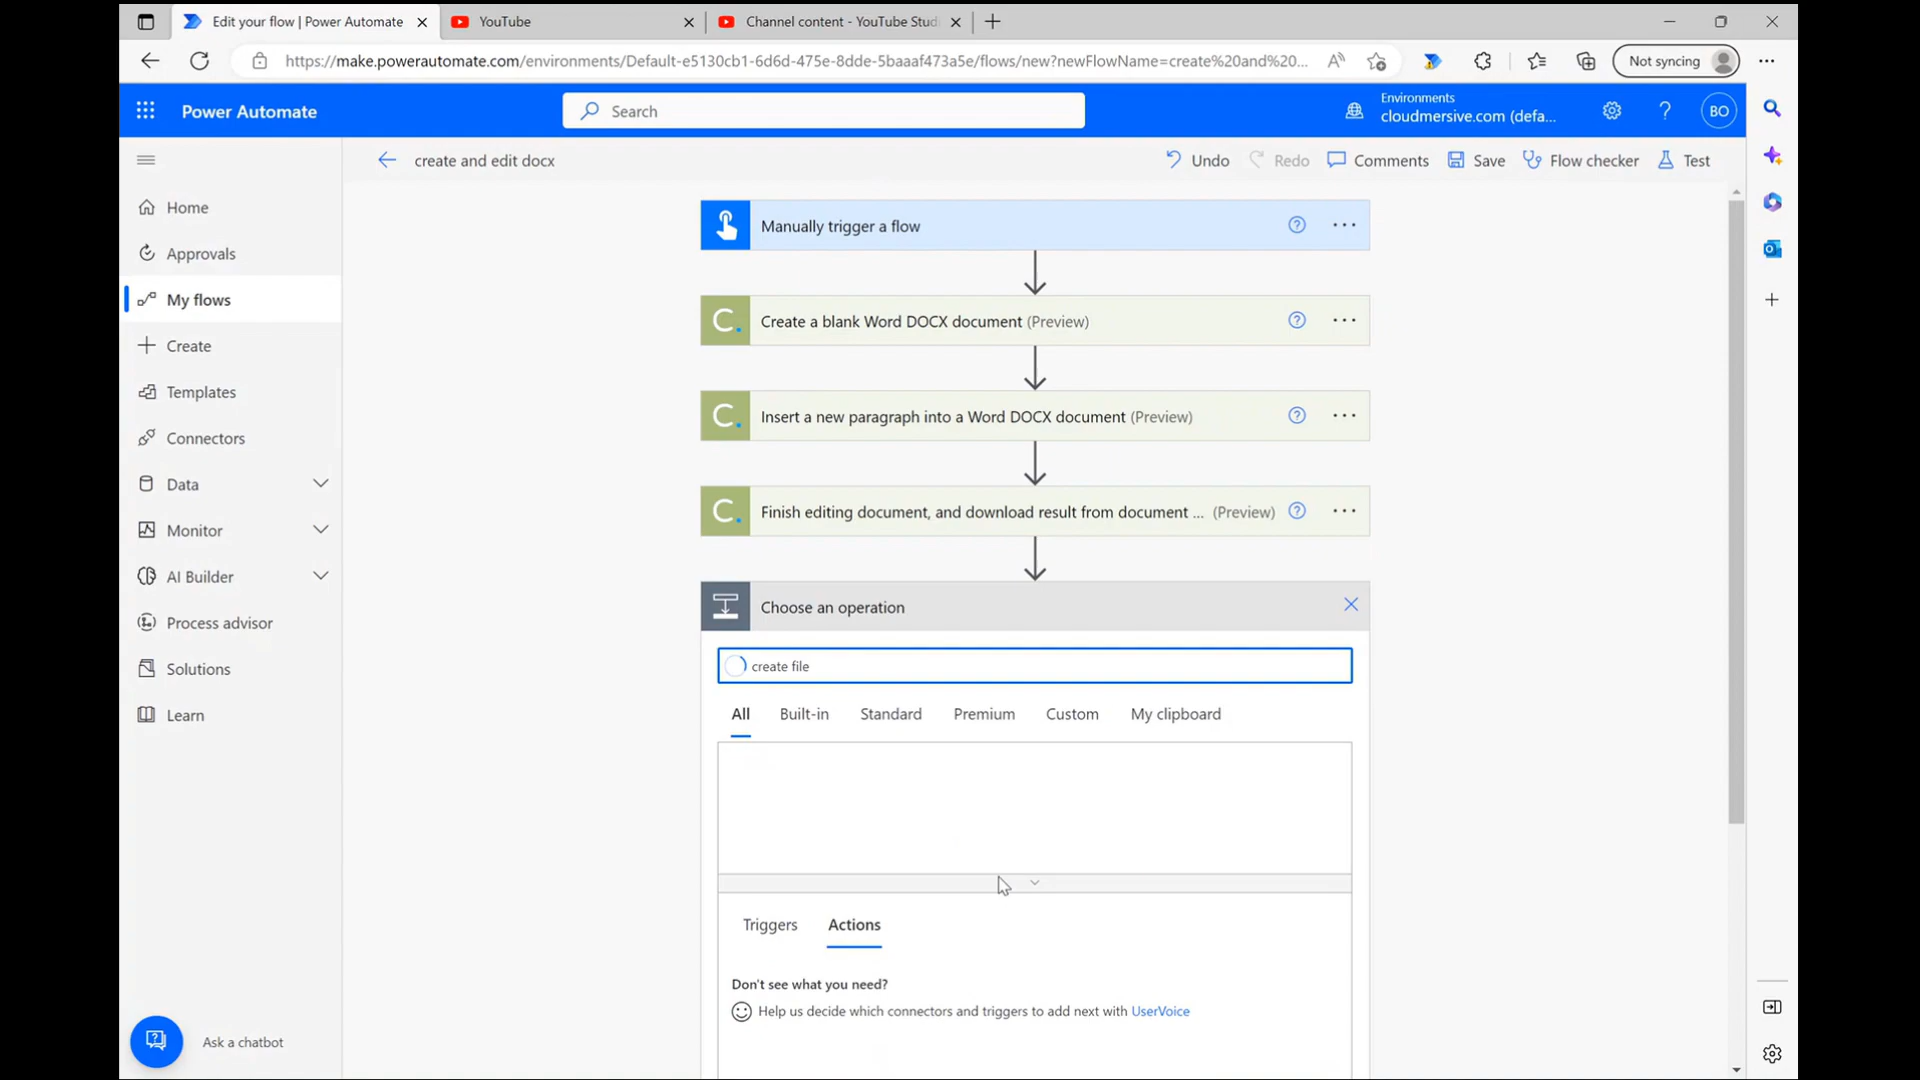 Edit your flow | Power Automate
YouTube
Channel content - YouTube Stud
https://make.powerautomate.com/environments/Default-e5130cb1-6d6d-475e-8dde-5baaaf473a5e/flows/new?newFlowName=create%20and%20...
Not syncing
Power Automate
Search
Environments
cloudmersive.com (defa...
BO
create and edit docx
Undo
Redo
Comments
Save
Flow checker
Test
Home
Approvals
My flows
Create
Templates
Connectors
Data
Monitor
AI Builder
Process advisor
Solutions
Learn
Ask a chatbot
Manually trigger a flow
C. Create a blank Word DOCX document (Preview)
C. Insert a new paragraph into a Word DOCX document (Preview)
C. Finish editing document, and download result from document ... (Preview)
Choose an operation
create file
All
Built-in
Standard
Premium
Custom
My clipboard
Triggers
Actions
Don't see what you need?
Help us decide which connectors and triggers to add next with UserVoice